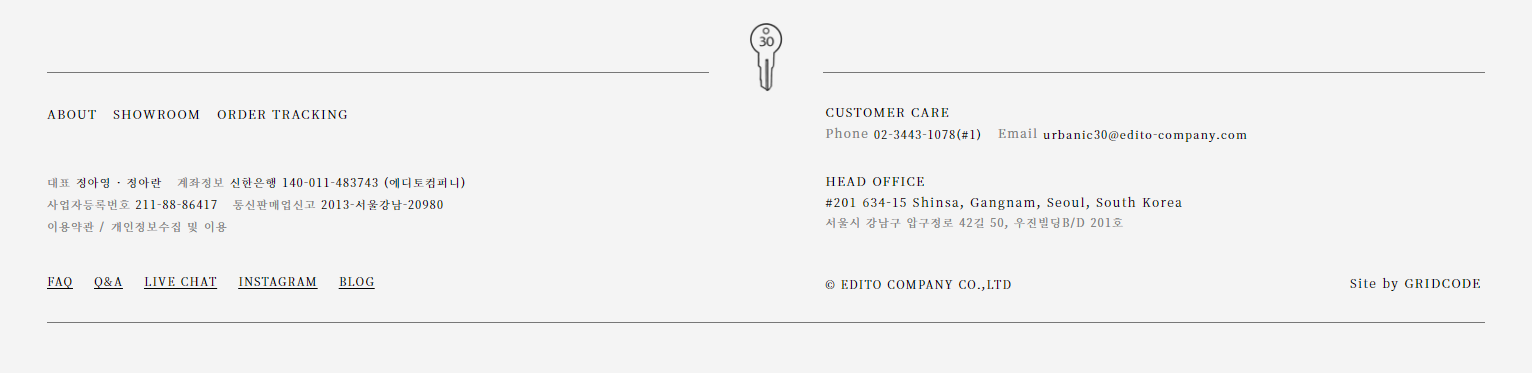 30
ABOUT SHOWROOM ORDER TRACKING
대표 정아영 · 정아란 계좌정보 신한은행 140-011-483743 (에디토컴퍼니)
사업자등록번호 211-88-86417 통신판매업신고 2013-서울강남-20980
이용약관 / 개인정보수집 및 이용
FAQ Q&A LIVE CHAT INSTAGRAM BLOG
CUSTOMER CARE
Phone 02-3443-1078(#1) Email urbanic30@edito-company.com
HEAD OFFICE
#201 634-15 Shinsa, Gangnam, Seoul, South Korea
서울시 강남구 압구정로 42길 50, 우진빌딩B/D 201호
© EDITO COMPANY CO.,LTD
Site by GRIDCODE